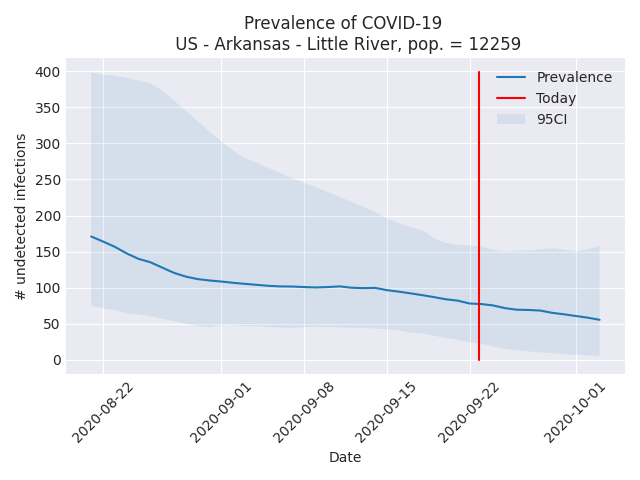 Prevalence of COVID-19
US - Arkansas - Little River, pop. = 12259
Prevalence
Today
95CI
400
350
300
250
200
150
100
50
0
# undetected infections
2020-08-22
2020-09-01
2020-09-08
2020-09-15
2020-09-22
2020-10-01
Date